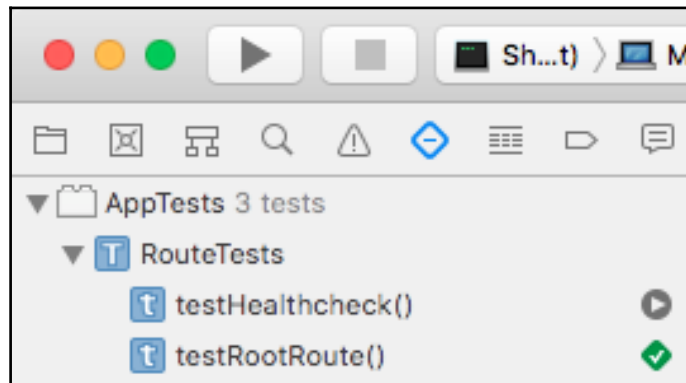 Sh...t) M
AppTests 3 tests
T RouteTests
t testHealthcheck()
t testRootRoute()